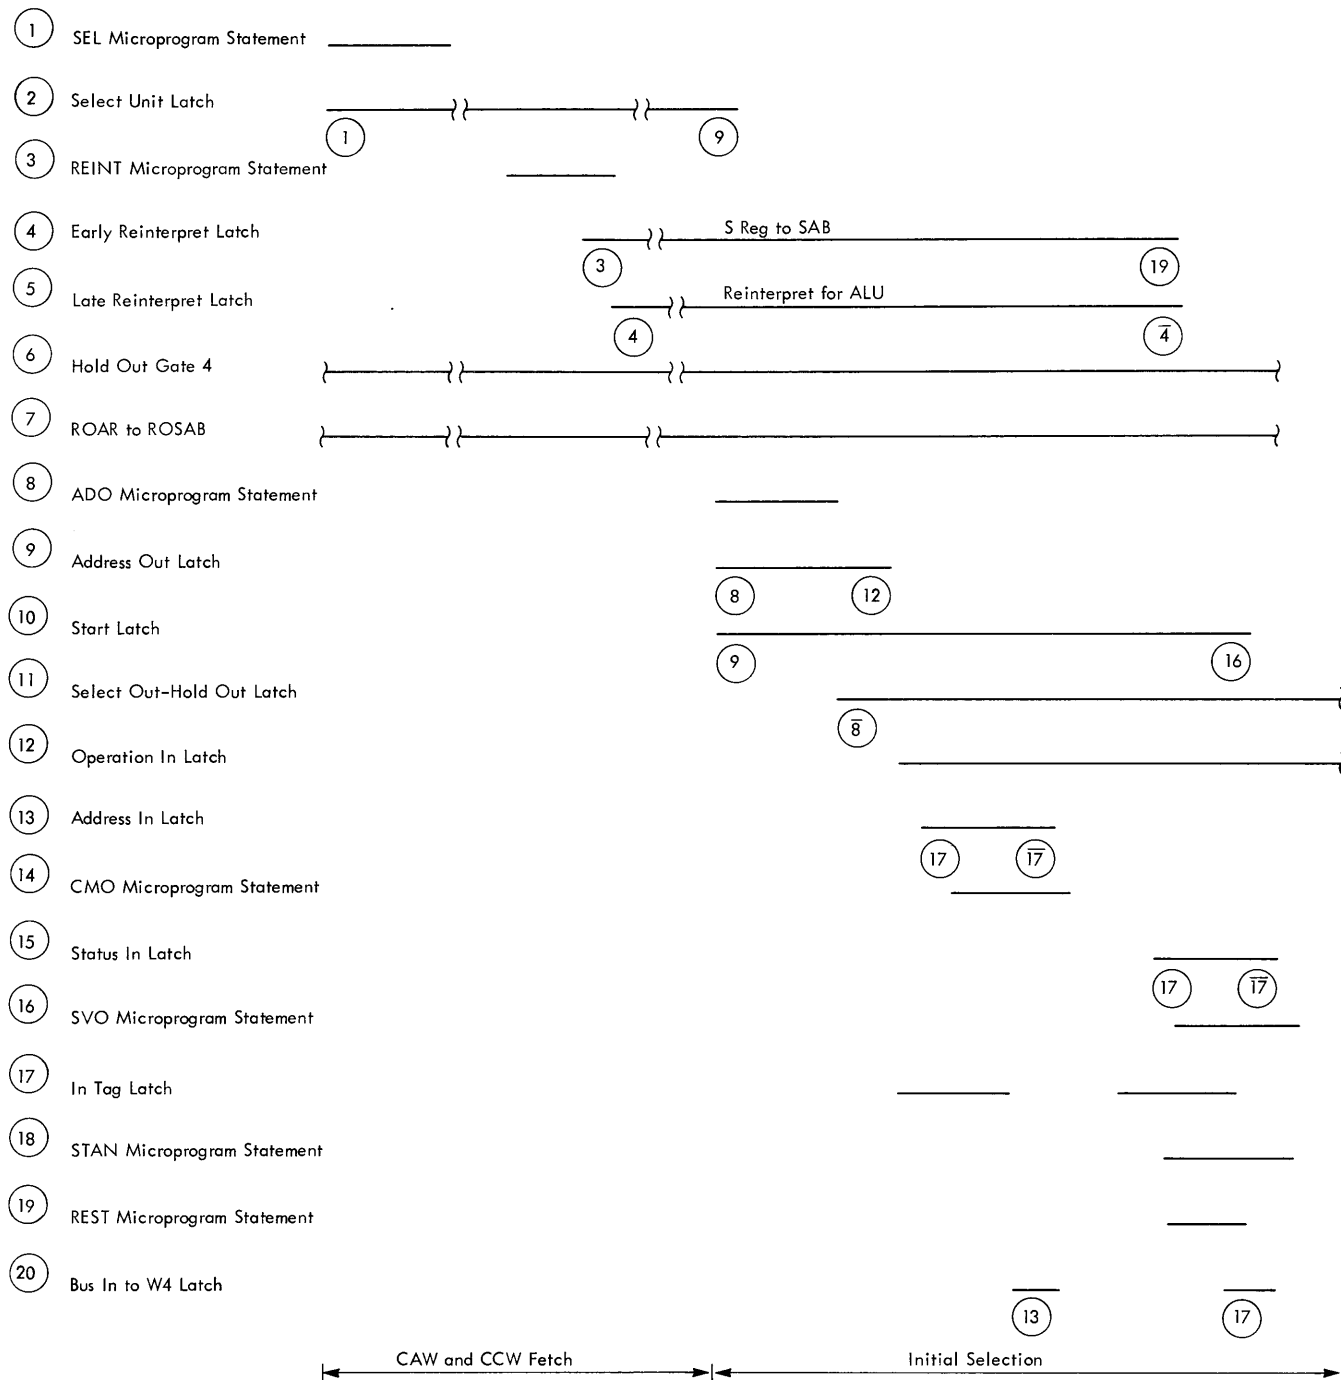 1 SEL Microprogram Statement
2 Select Unit Latch
1 9
3 REINT Microprogram Statement
4 Early Reinterpret Latch S Reg to SAB
3 19
5 Late Reinterpret Latch Reinterpret for ALU
4 4̅
6 Hold Out Gate 4
7 ROAR to ROSAB
8 ADO Microprogram Statement
9 Address Out Latch
8 12
10 Start Latch
9 16
11 Select Out-Hold Out Latch
8̅
12 Operation In Latch
13 Address In Latch
17 1̅7̅
14 CMO Microprogram Statement
15 Status In Latch
17 1̅7̅
16 SVO Microprogram Statement
17 In Tag Latch
18 STAN Microprogram Statement
19 REST Microprogram Statement
20 Bus In to W4 Latch
13 17
CAW and CCW Fetch Initial Selection